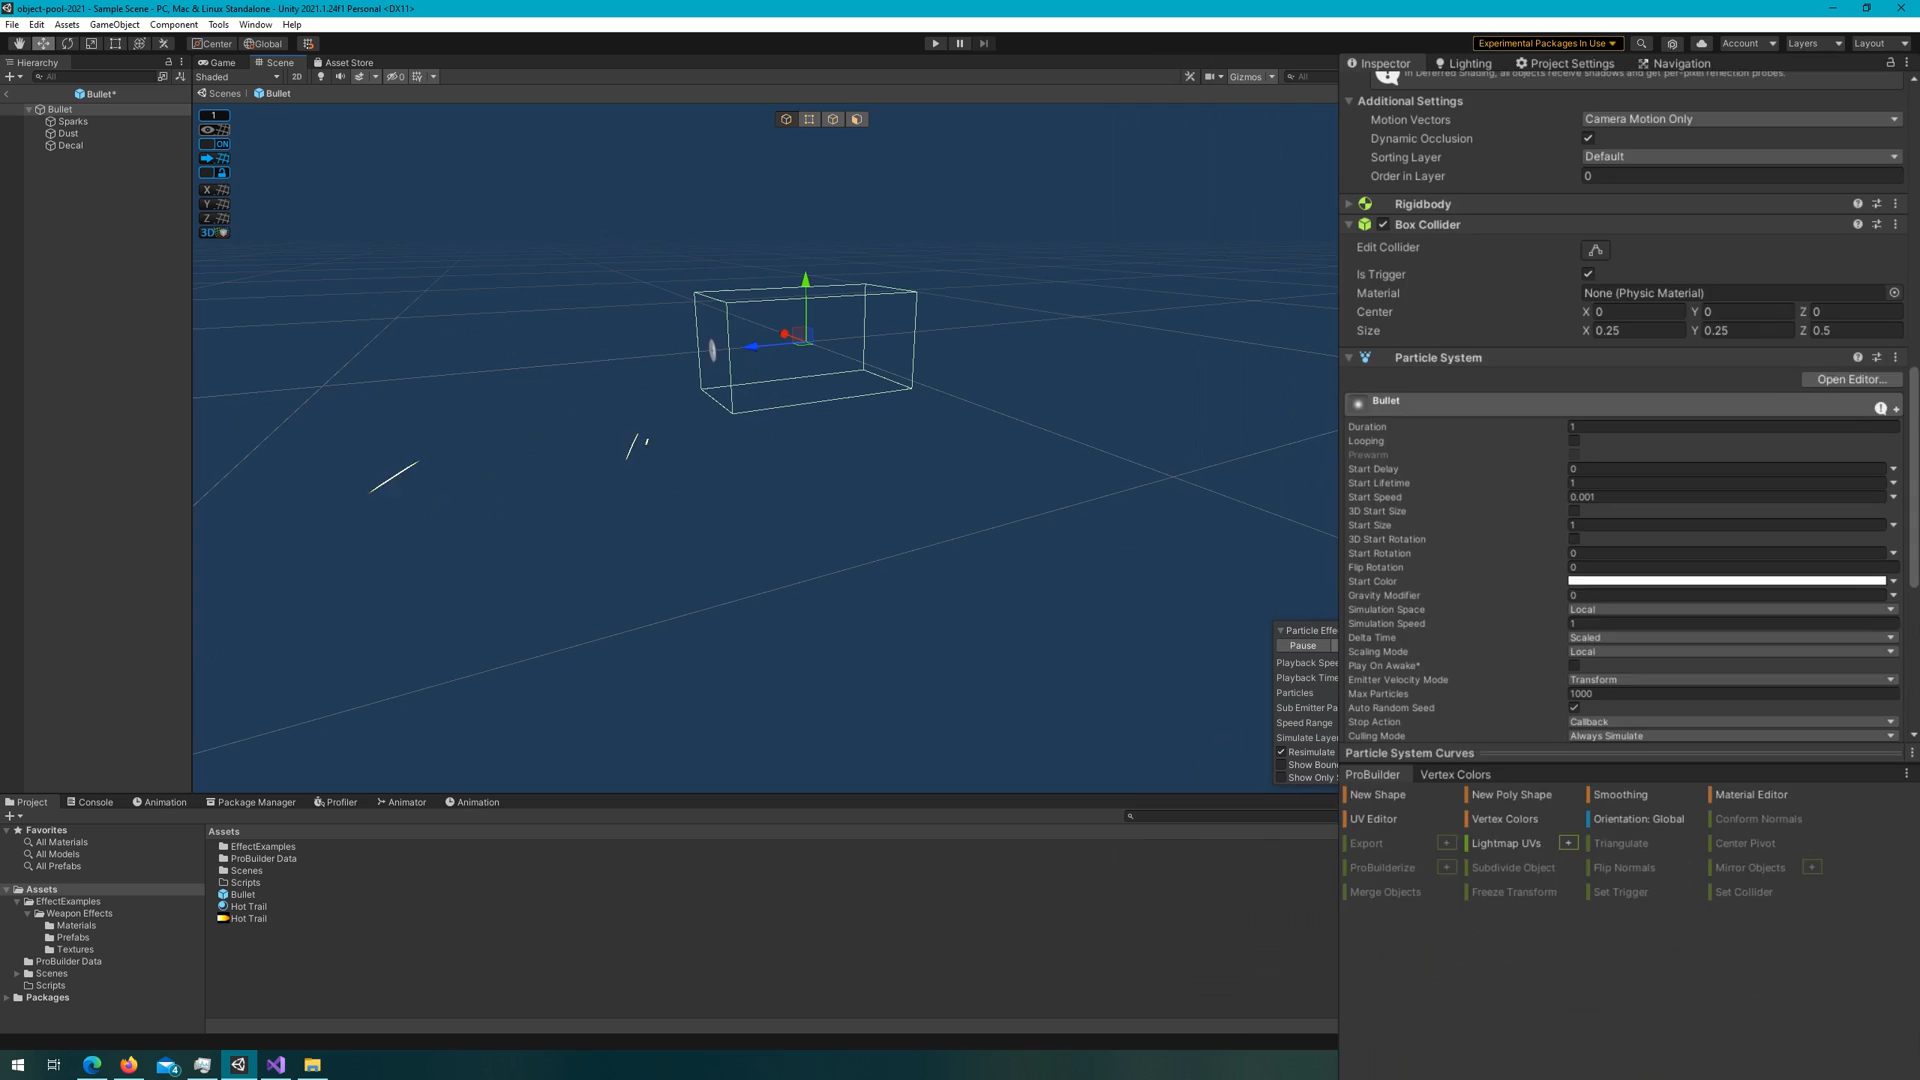 object-pool-2021 - Sample Scene - PC, Mac & Linux Standalone - Unity 2021.1.24f1 Personal <DX11>
File Edit Assets GameObject Component Tools Window Help
Center Global
Experimental Packages In Use Account Layers Layout
Hierarchy
All
Bullet*
Bullet
Sparks
Dust
Decal
Game Scene Asset Store
Shaded 2D 0 Gizmos All
Scenes Bullet
1
ON
X
Y
Z
3D
Particle Effe
Pause
Playback Spee
Playback Time
Particles
Sub Emitter Pa
Speed Range
Simulate Layer
Resimulate
Show Boun
Show Only
Inspector Lighting Project Settings Navigation
In Deferred Shading, all objects receive shadows and get per-pixel reflection probes.
Additional Settings
Motion Vectors Camera Motion Only
Dynamic Occlusion
Sorting Layer Default
Order in Layer 0
Rigidbody
Box Collider
Edit Collider
Is Trigger
Material None (Physic Material)
Center X 0 Y 0 Z 0
Size X 0.25 Y 0.25 Z 0.5
Particle System
Open Editor...
Bullet
Duration 1
Looping
Prewarm
Start Delay 0
Start Lifetime 1
Start Speed 0.001
3D Start Size
Start Size 1
3D Start Rotation
Start Rotation 0
Flip Rotation 0
Start Color
Gravity Modifier 0
Simulation Space Local
Simulation Speed 1
Delta Time Scaled
Scaling Mode Local
Play On Awake*
Emitter Velocity Mode Transform
Max Particles 1000
Auto Random Seed
Stop Action Callback
Culling Mode Always Simulate
Particle System Curves
ProBuilder Vertex Colors
New Shape New Poly Shape Smoothing Material Editor
UV Editor Vertex Colors Orientation: Global Conform Normals
Export + Lightmap UVs + Triangulate Center Pivot
ProBuilderize + Subdivide Object Flip Normals Mirror Objects +
Merge Objects Freeze Transform Set Trigger Set Collider
Project Console Animation Package Manager Profiler Animator Animation
Favorites
All Materials
All Models
All Prefabs
Assets
EffectExamples
Weapon Effects
Materials
Prefabs
Textures
ProBuilder Data
Scenes
Scripts
Packages
Assets
EffectExamples
ProBuilder Data
Scenes
Scripts
Bullet
Hot Trail
Hot Trail
4